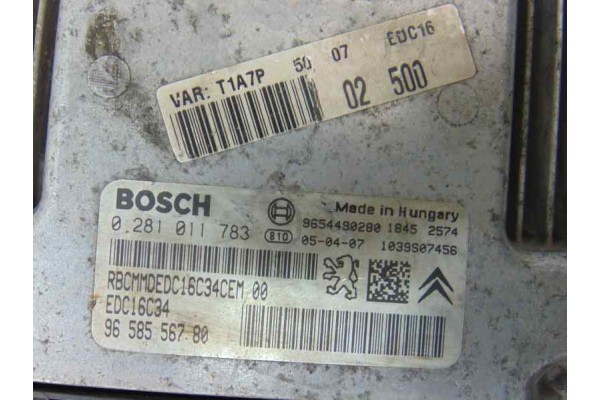 VAR: T1A7P 50 07 EDC16
02 500
BOSCH
0 281 011 783
810
Made in Hungary
9654490280 1845 2574
05-04-07 1039S07456
RBCMMDEDC16C34CEM 00
EDC16C34
96 585 567 80